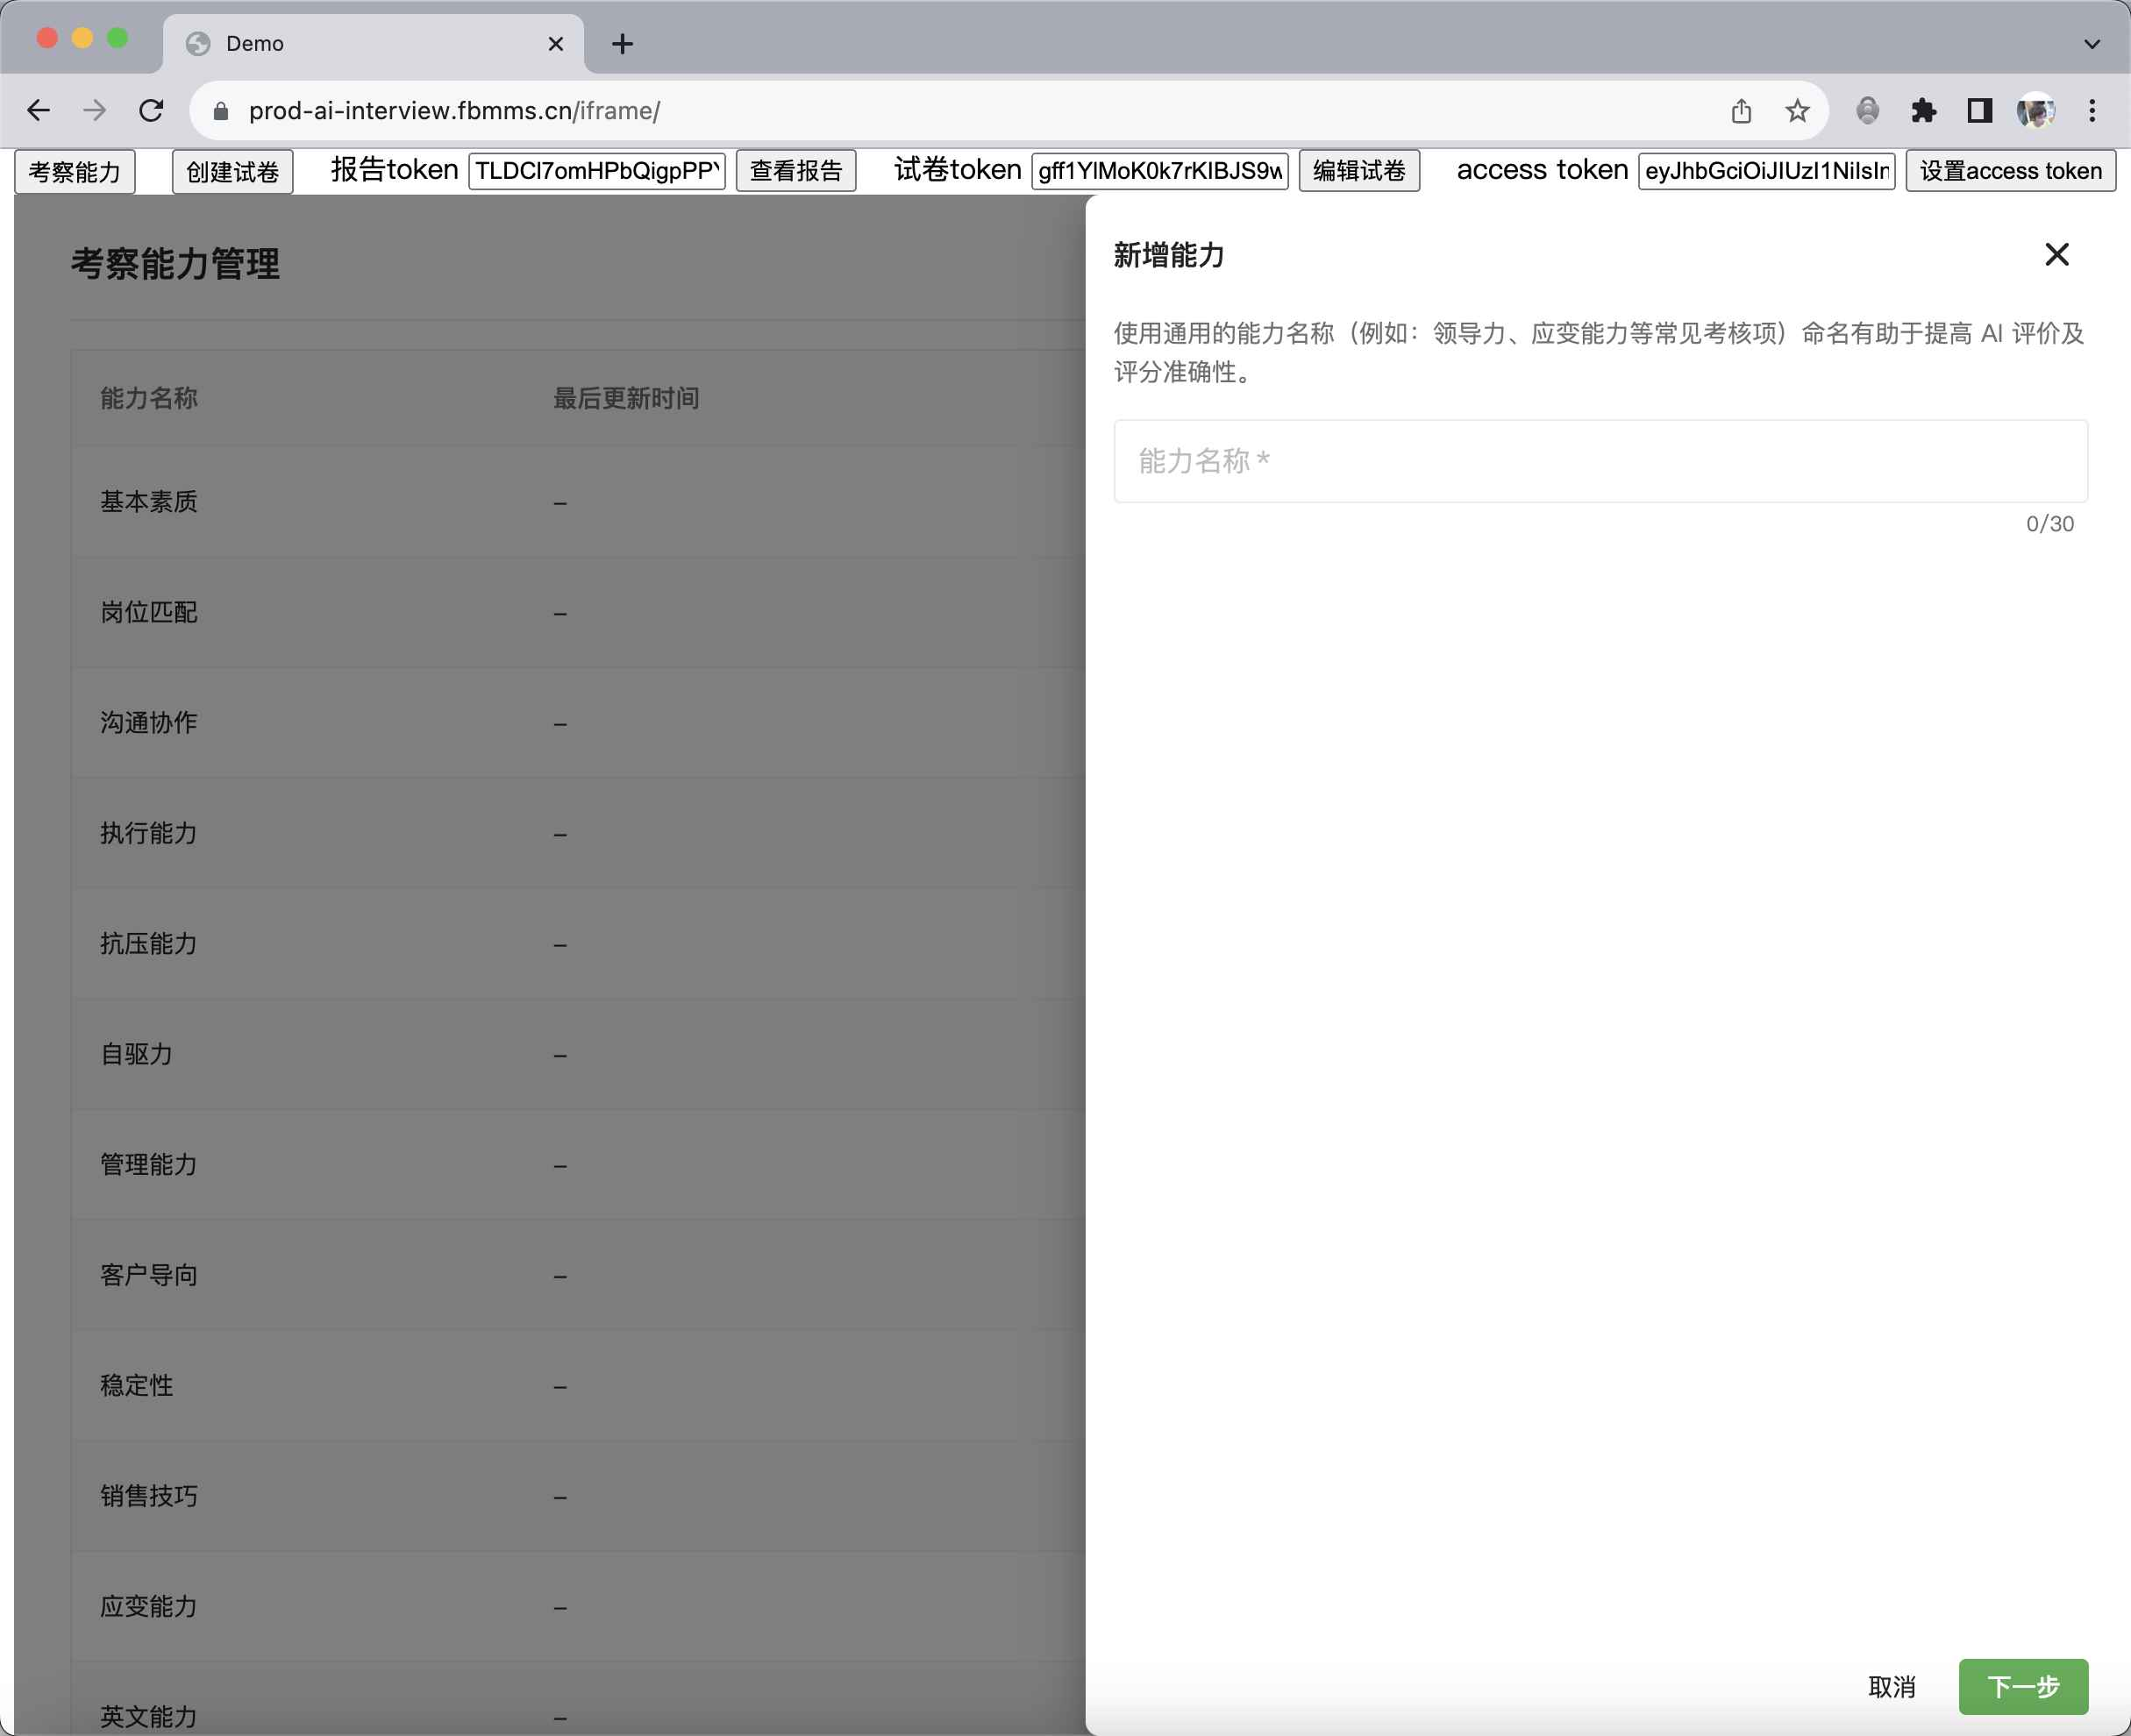 Demo
prod-ai-interview.fbmms.cn/iframe/
考察能力 创建试卷 报告token TLDCl7omHPbQigpPPY 查看报告 试卷token gff1YlMoK0k7rKIBJS9w 编辑试卷 access token eyJhbGciOiJIUzI1NiIsIn 设置access token
考察能力管理
能力名称 最后更新时间
基本素质 –
岗位匹配 –
沟通协作 –
执行能力 –
抗压能力 –
自驱力 –
管理能力 –
客户导向 –
稳定性 –
销售技巧 –
应变能力 –
英文能力 –
新增能力
使用通用的能力名称（例如：领导力、应变能力等常见考核项）命名有助于提高 AI 评价及
评分准确性。
能力名称 *
0/30
取消 下一步